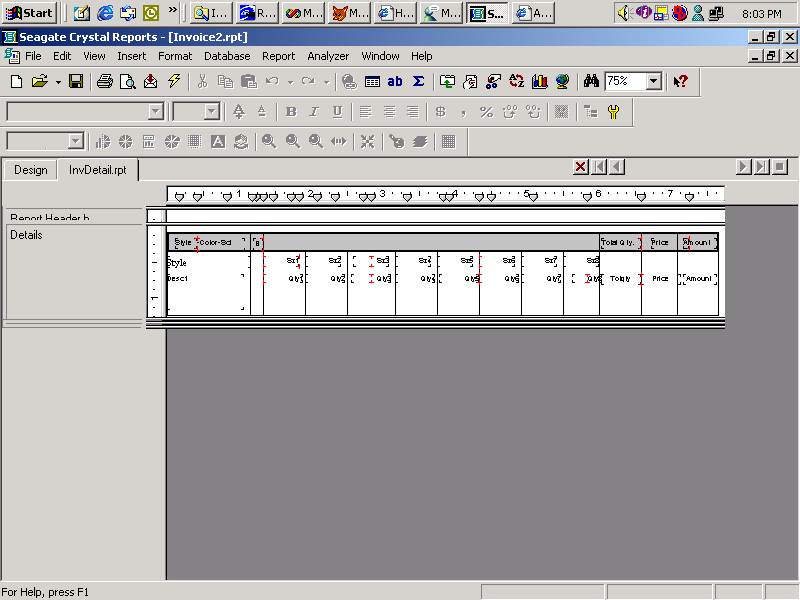 Start » I... R... M... M... H... M... S... A... 8:03 PM
Seagate Crystal Reports - [Invoice2.rpt]
File Edit View Insert Format Database Report Analyzer Window Help
ab Σ 75%
B I U $ , %
A
Design InvDetail.rpt
1 2 3 4 5 6 7
Report Header b
Details
Style Color-Scl Total Qty. Price Amount
Style Sz1 Sz2 Sz3 Sz4 Sz5 Sz6 Sz7 Sz8
Desc1 Qty1 Qty2 Qty3 Qty4 Qty5 Qty6 Qty7 Qty8 Totqty Price Amount
1
For Help, press F1